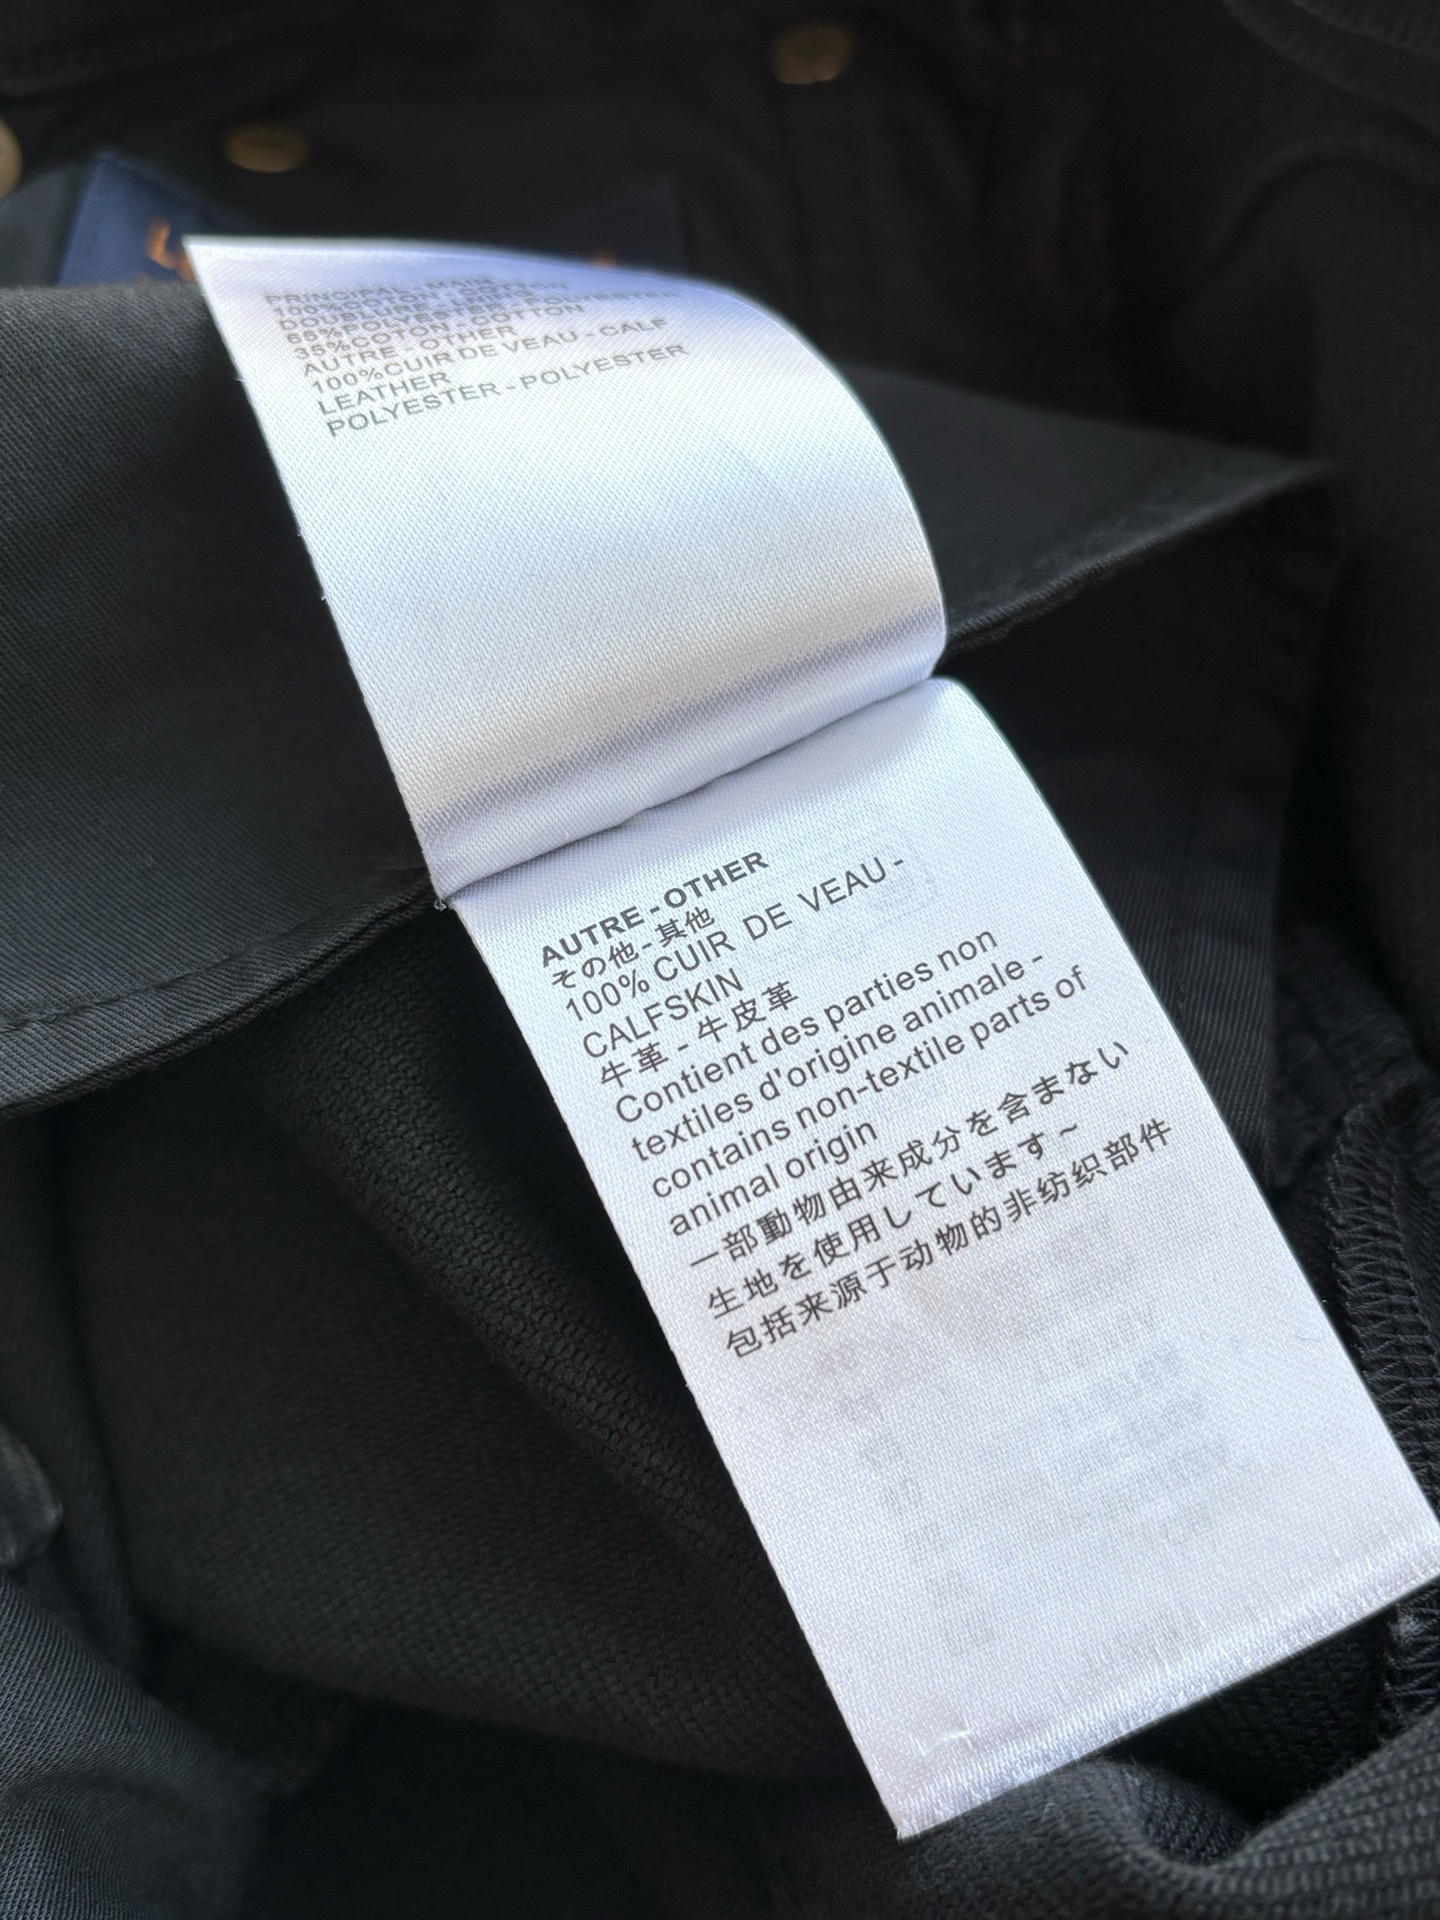 PRINCIPAL - MAIN
100%COTON - COTTON
DOUBLURE - LINING
65%POLYESTER - POLYESTER
35%COTON - COTTON
AUTRE - OTHER
100%CUIR DE VEAU - CALF
LEATHER
POLYESTER - POLYESTER
AUTRE - OTHER
その他 - 其他
100% CUIR DE VEAU -
CALFSKIN
牛革 - 牛皮革
Contient des parties non
textiles d'origine animale -
contains non-textile parts of
animal origin
一部動物由来成分を含まない
生地を使用しています~
包括来源于动物的非纺织部件